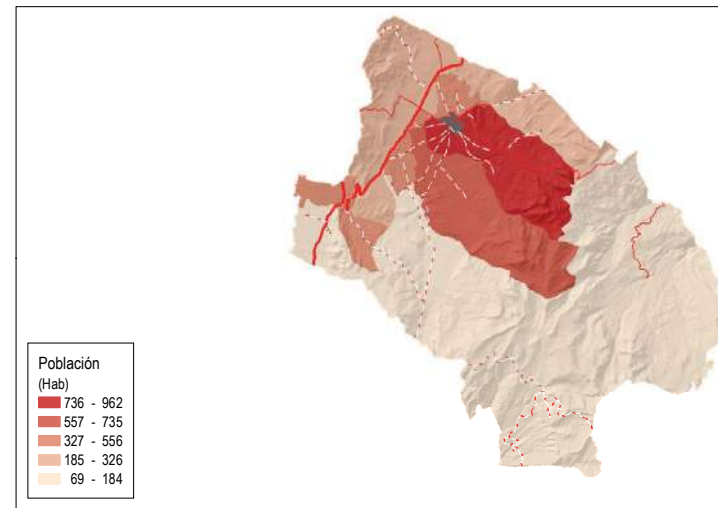 Población
(Hab)
736 - 962
557 - 735
327 - 556
185 - 326
69 - 184